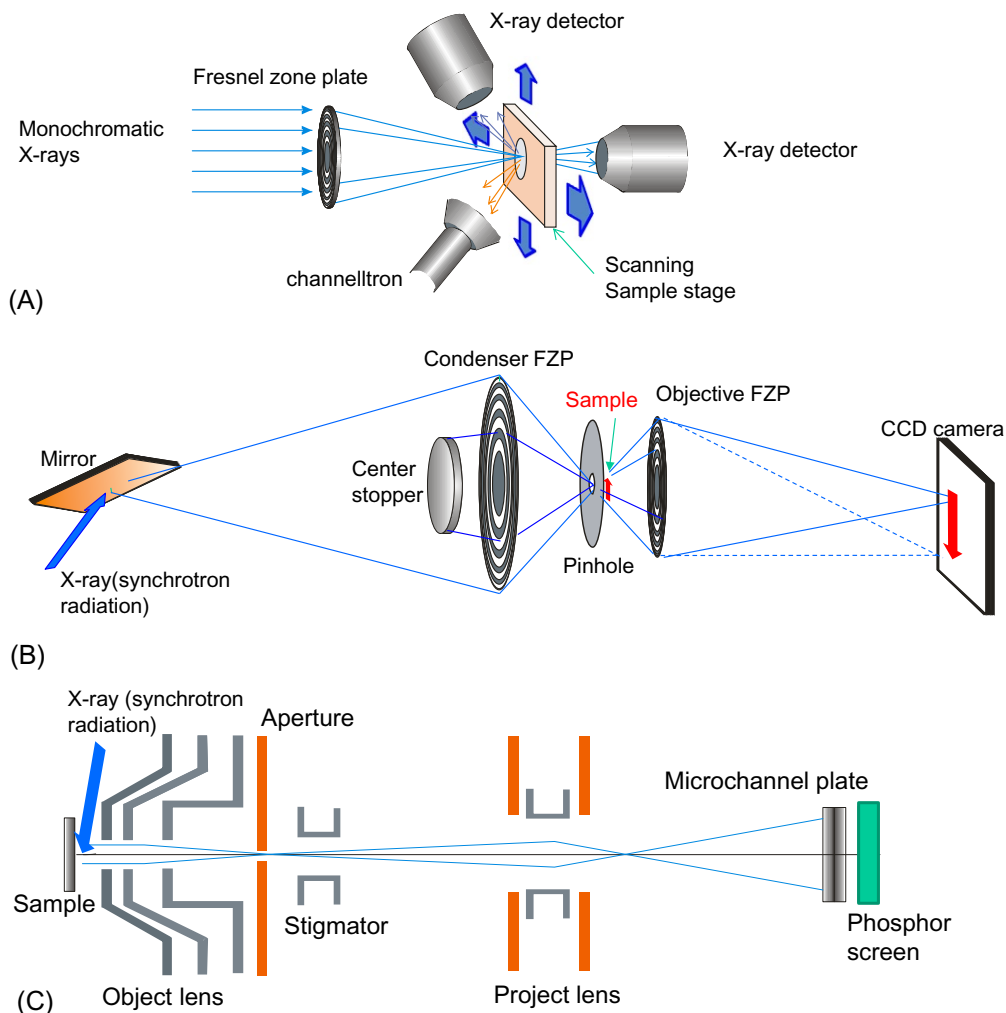 X-ray detector
Fresnel zone plate
Monochromatic
X-rays
X-ray detector
channelltron
Scanning
Sample stage
(A)
Condenser FZP
Sample
Objective FZP
CCD camera
Mirror
Center
stopper
Pinhole
X-ray(synchrotron
radiation)
(B)
X-ray (synchrotron
radiation)
Aperture
Microchannel plate
Sample
Stigmator
Phosphor
screen
Object lens
Project lens
(C)